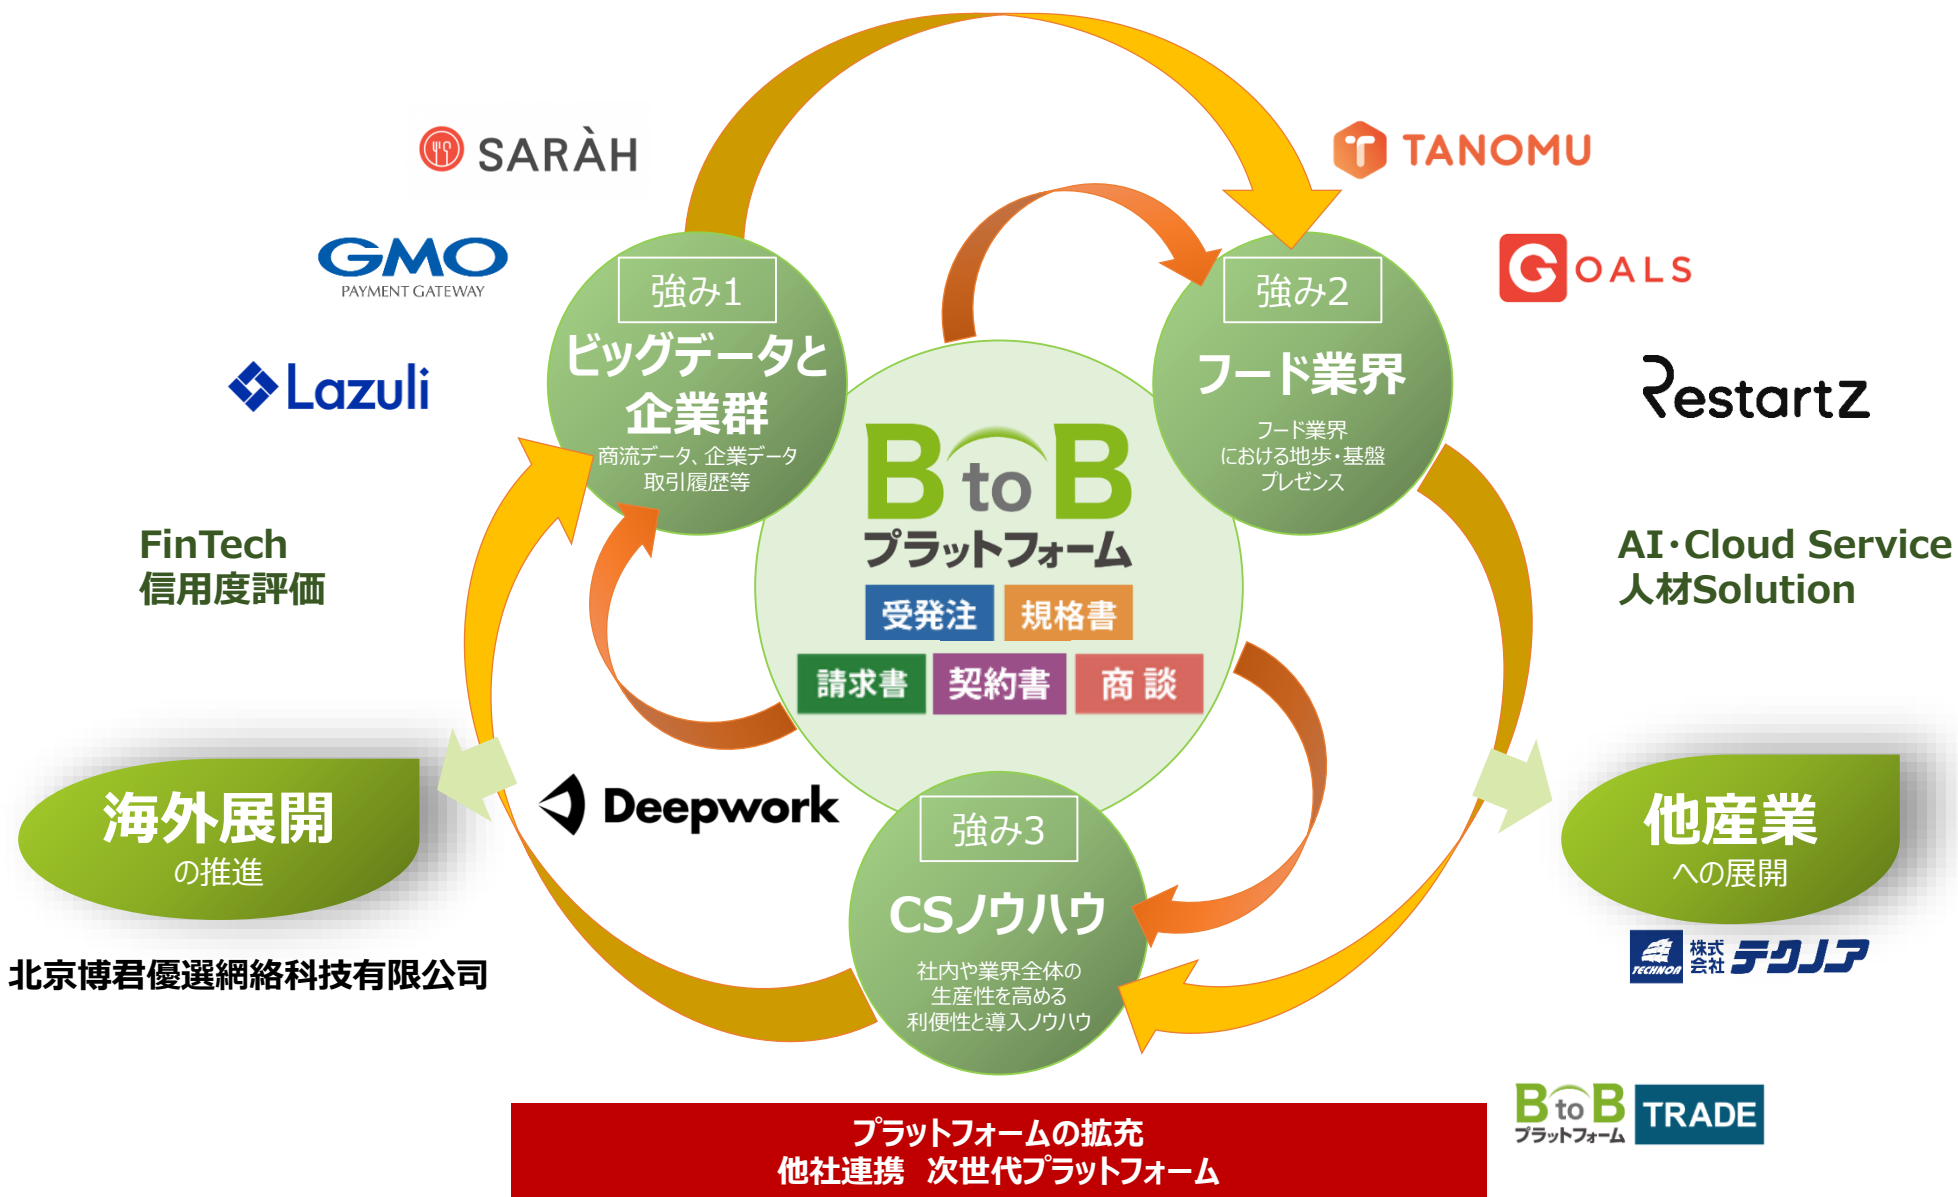 SARÀH
TANOMU
GMO
PAYMENT GATEWAY
GOALS
強み1
ビッグデータと
企業群
商流データ、企業データ
取引履歴等
強み2
フード業界
フード業界
における地歩・基盤
プレゼンス
Lazuli
RestartZ
BtoB
プラットフォーム
受発注
規格書
請求書
契約書
商談
FinTech
信用度評価
AI・Cloud Service
人材Solution
海外展開
の推進
Deepwork
強み3
CSノウハウ
社内や業界全体の
生産性を高める
利便性と導入ノウハウ
他産業
への展開
北京博君優選網絡科技有限公司
TECHNOA
株式
会社
テクノア
プラットフォームの拡充
他社連携　次世代プラットフォーム
BtoB
プラットフォーム
TRADE